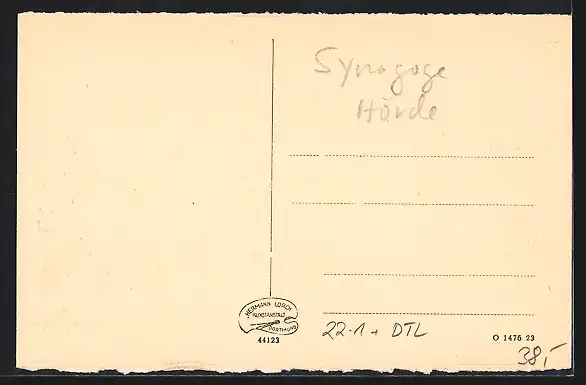 Synagoge
Hörde
HERMANN LORCH
KUNSTANSTALT
DORTMUND
44123
22-1 + DTL
O 1476 23
38,-